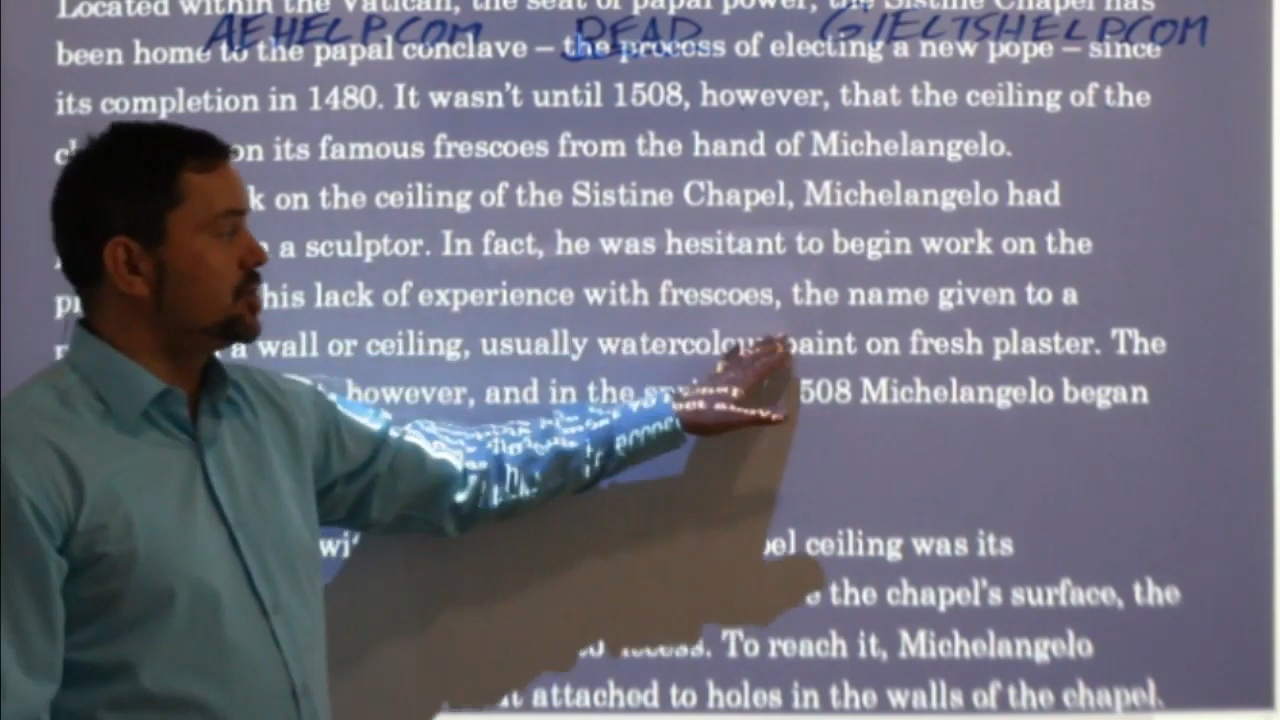 Located within the Vatican, the seat of papal power, the Sistine Chapel has
AEHELP.COM READ GIELTSHELP.COM
been home to the papal conclave – the process of electing a new pope – since
its completion in 1480. It wasn't until 1508, however, that the ceiling of the
on its famous frescoes from the hand of Michelangelo.
on the ceiling of the Sistine Chapel, Michelangelo had
a sculptor. In fact, he was hesitant to begin work on the
his lack of experience with frescoes, the name given to a
a wall or ceiling, usually watercolour paint on fresh plaster. The
however, and in the 508 Michelangelo began
ceiling was its
the chapel's surface, the
To reach it, Michelangelo
attached to holes in the walls of the chapel.